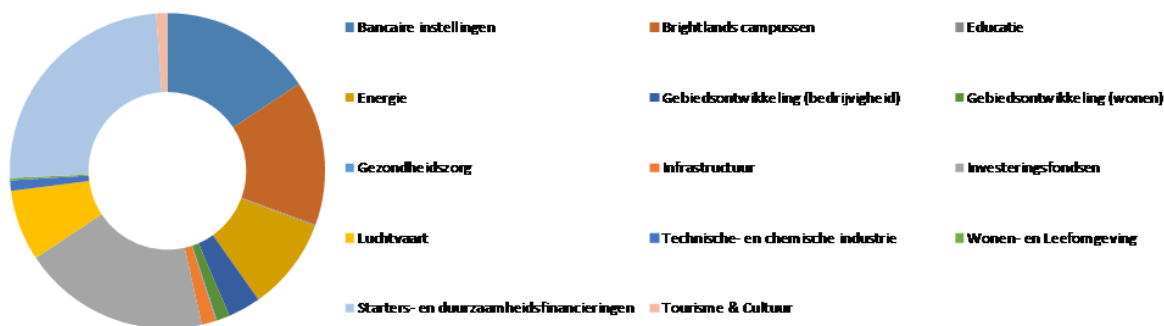 Bancaire instellingen Brightlands campussen Educatie
Energie Gebiedsontwikkeling (bedrijvigheid) Gebiedsontwikkeling (wonen)
Gezondheidszorg Infrastructuur Investeringsfondsen
Luchtvaart Technische- en chemische industrie Wonen- en Leefomgeving
Starters- en duurzaamheidsfinancieringen Tourisme & Cultuur